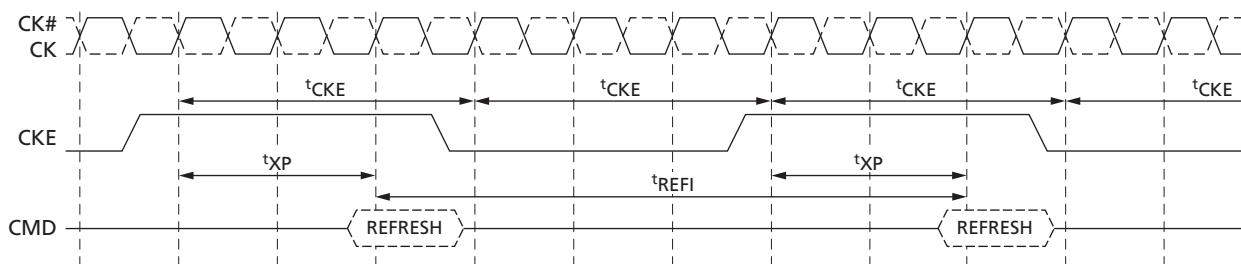 CK#
CK
tCKE tCKE tCKE tCKE
CKE
tXP tXP
tREFI
CMD REFRESH REFRESH